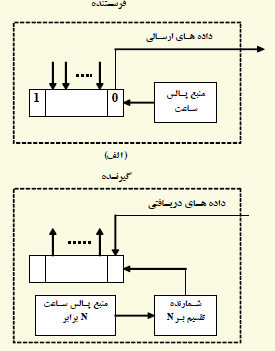 فرستنده
داده های ارسالی
1 0
منبع پالس
ساعت
(الف)
گیرنده
داده های دریافتی
منبع پالس ساعت
N برابر
شمارنده
تقسیم بر N